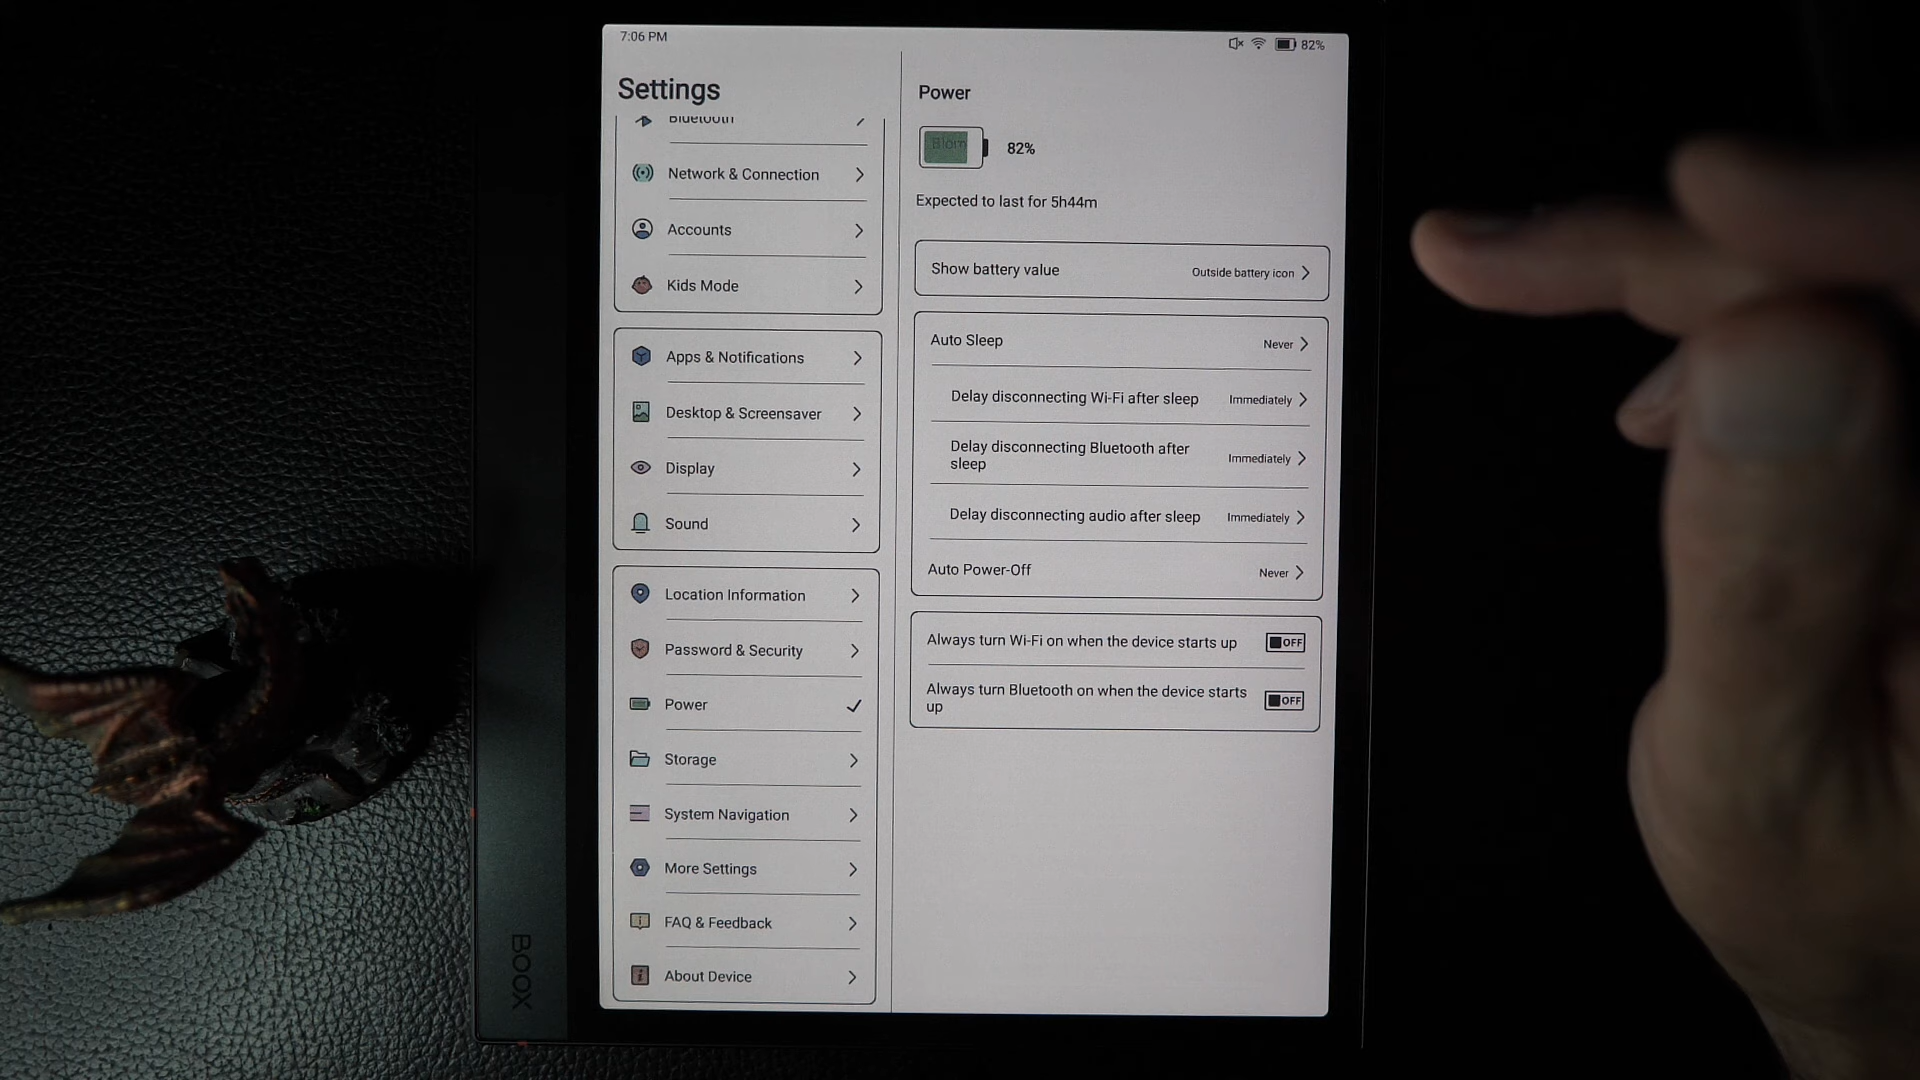 7:06 PM
82%
Settings
Bluetooth
Network & Connection
Accounts
Kids Mode
Apps & Notifications
Desktop & Screensaver
Display
Sound
Location Information
Password & Security
Power
Storage
System Navigation
More Settings
FAQ & Feedback
About Device
Power
82%
Expected to last for 5h44m
Show battery value Outside battery icon
Auto Sleep Never
Delay disconnecting Wi-Fi after sleep Immediately
Delay disconnecting Bluetooth after
sleep Immediately
Delay disconnecting audio after sleep Immediately
Auto Power-Off Never
Always turn Wi-Fi on when the device starts up OFF
Always turn Bluetooth on when the device starts
up OFF
BOOX